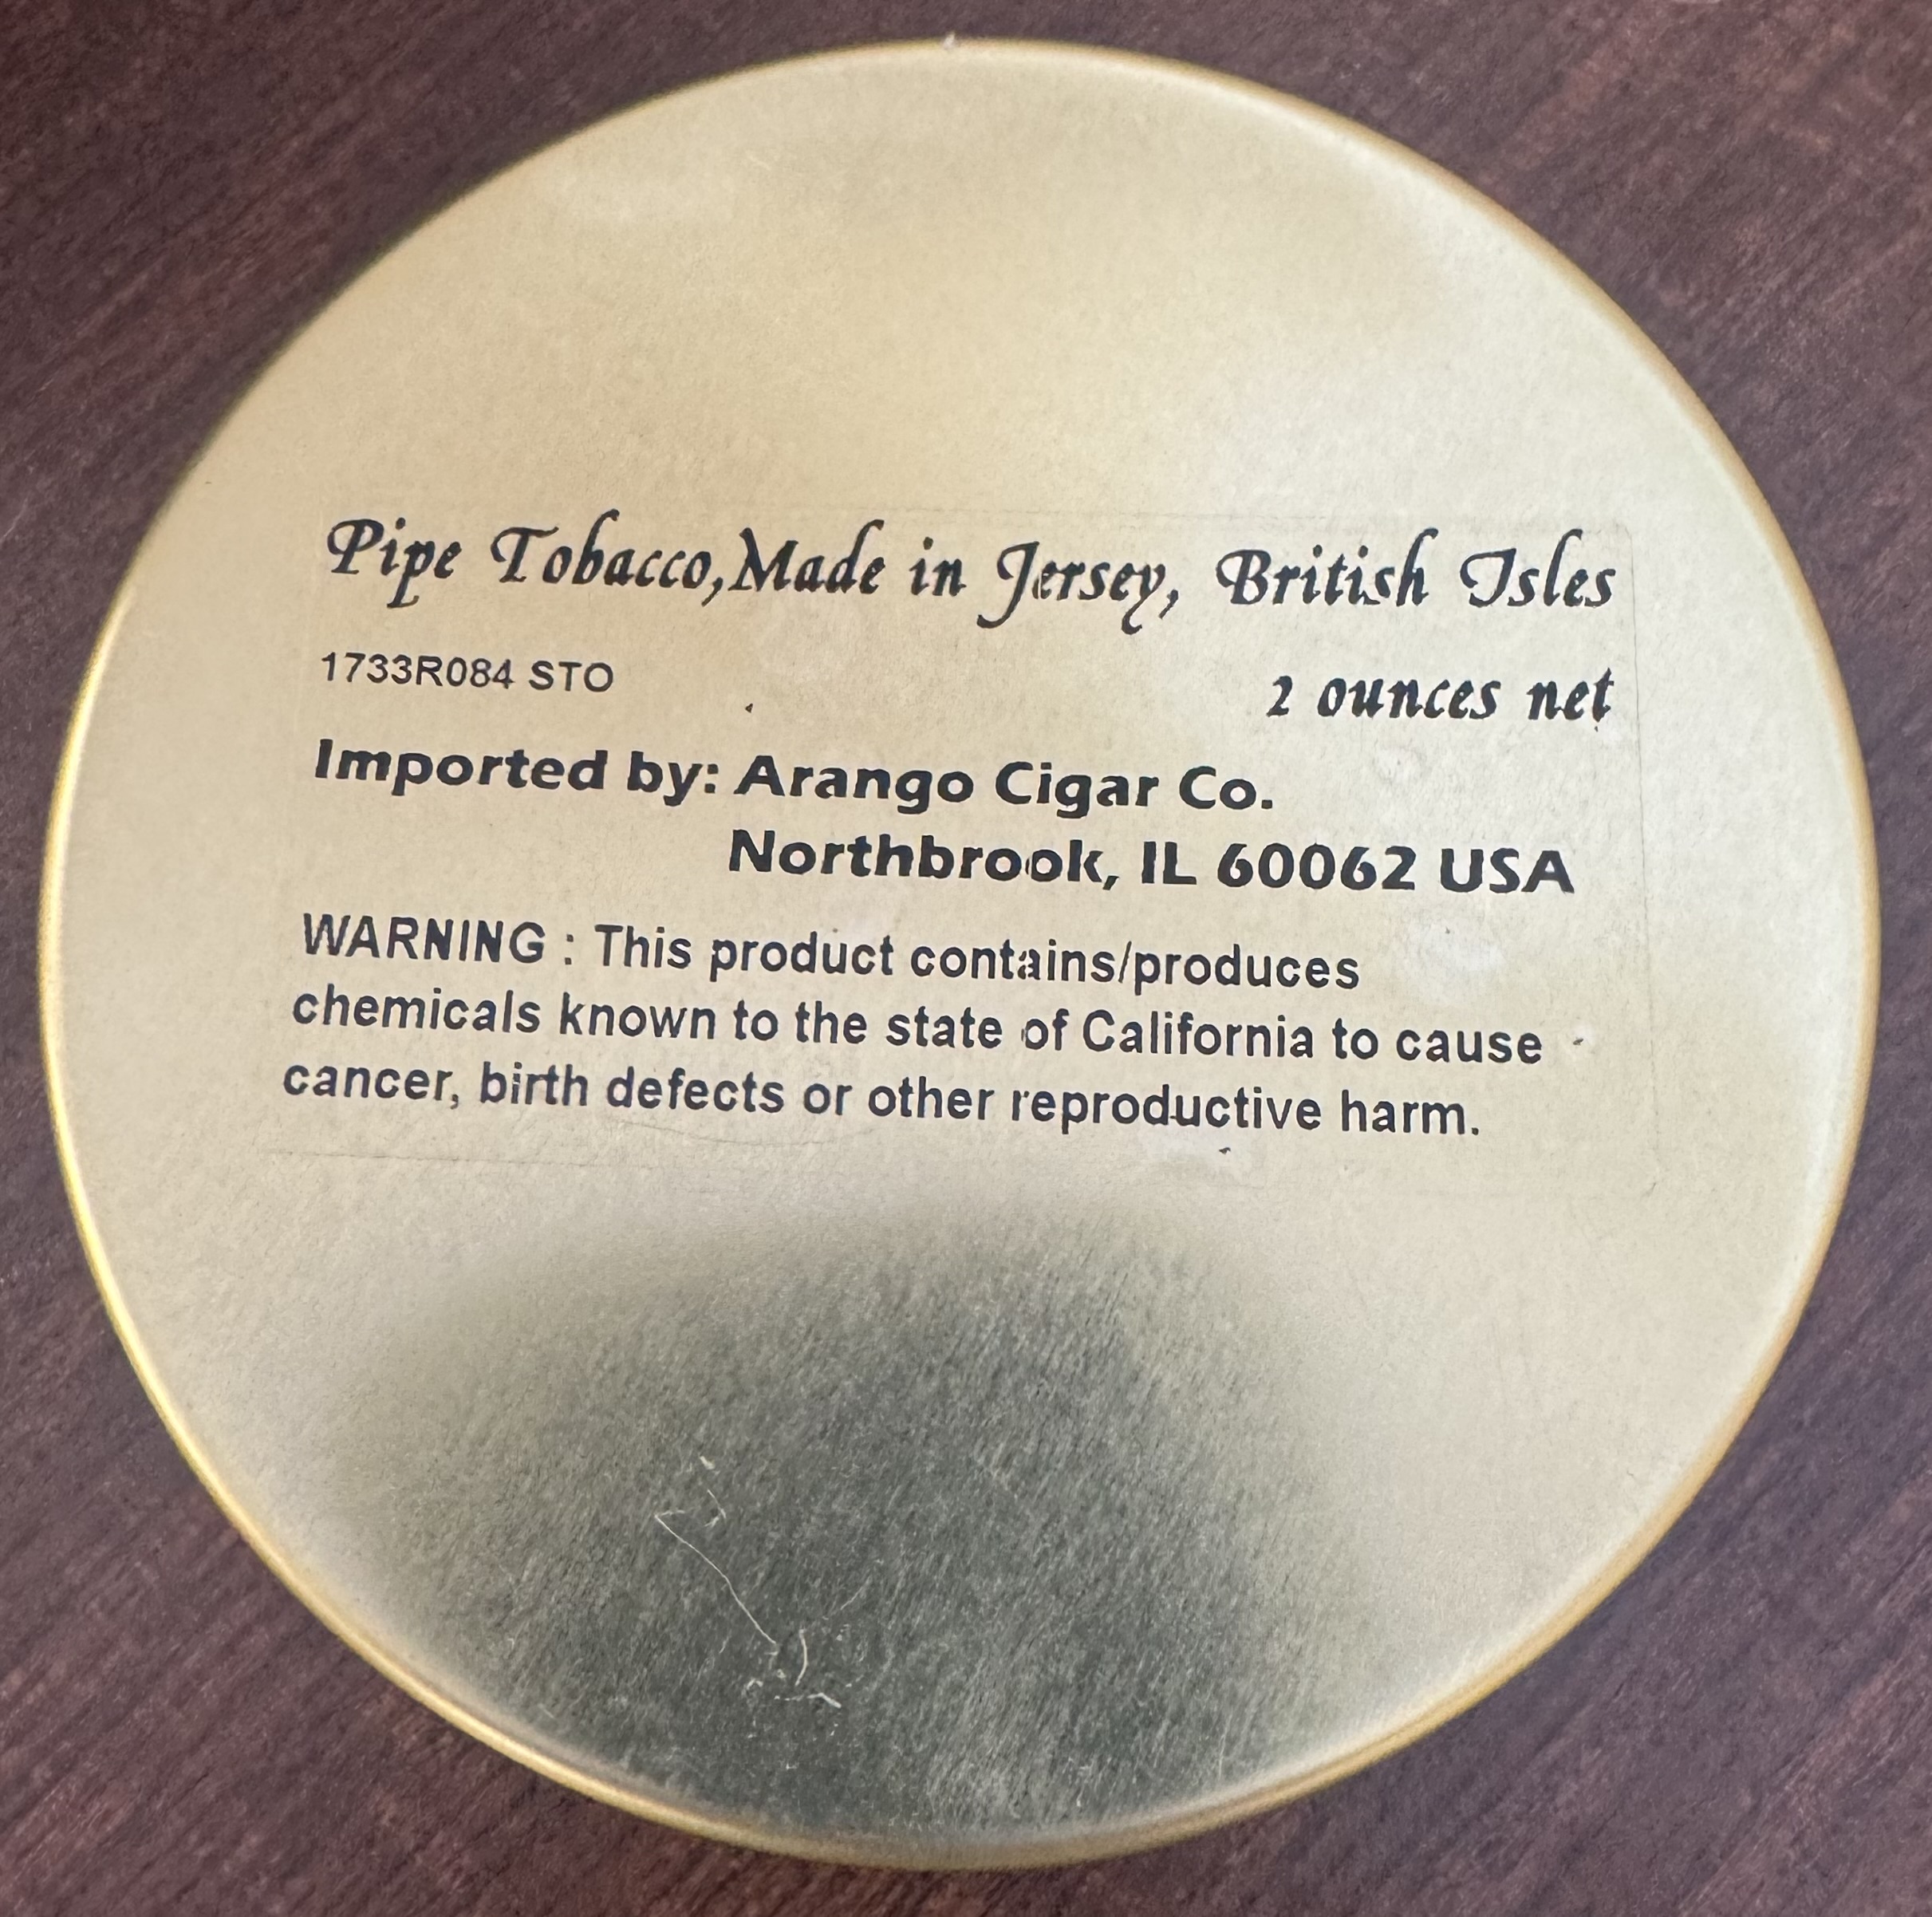 Pipe Tobacco,Made in Jersey, British Isles
1733R084 STO
2 ounces net
Imported by: Arango Cigar Co.
Northbrook, IL 60062 USA
WARNING : This product contains/produces
chemicals known to the state of California to cause
cancer, birth defects or other reproductive harm.